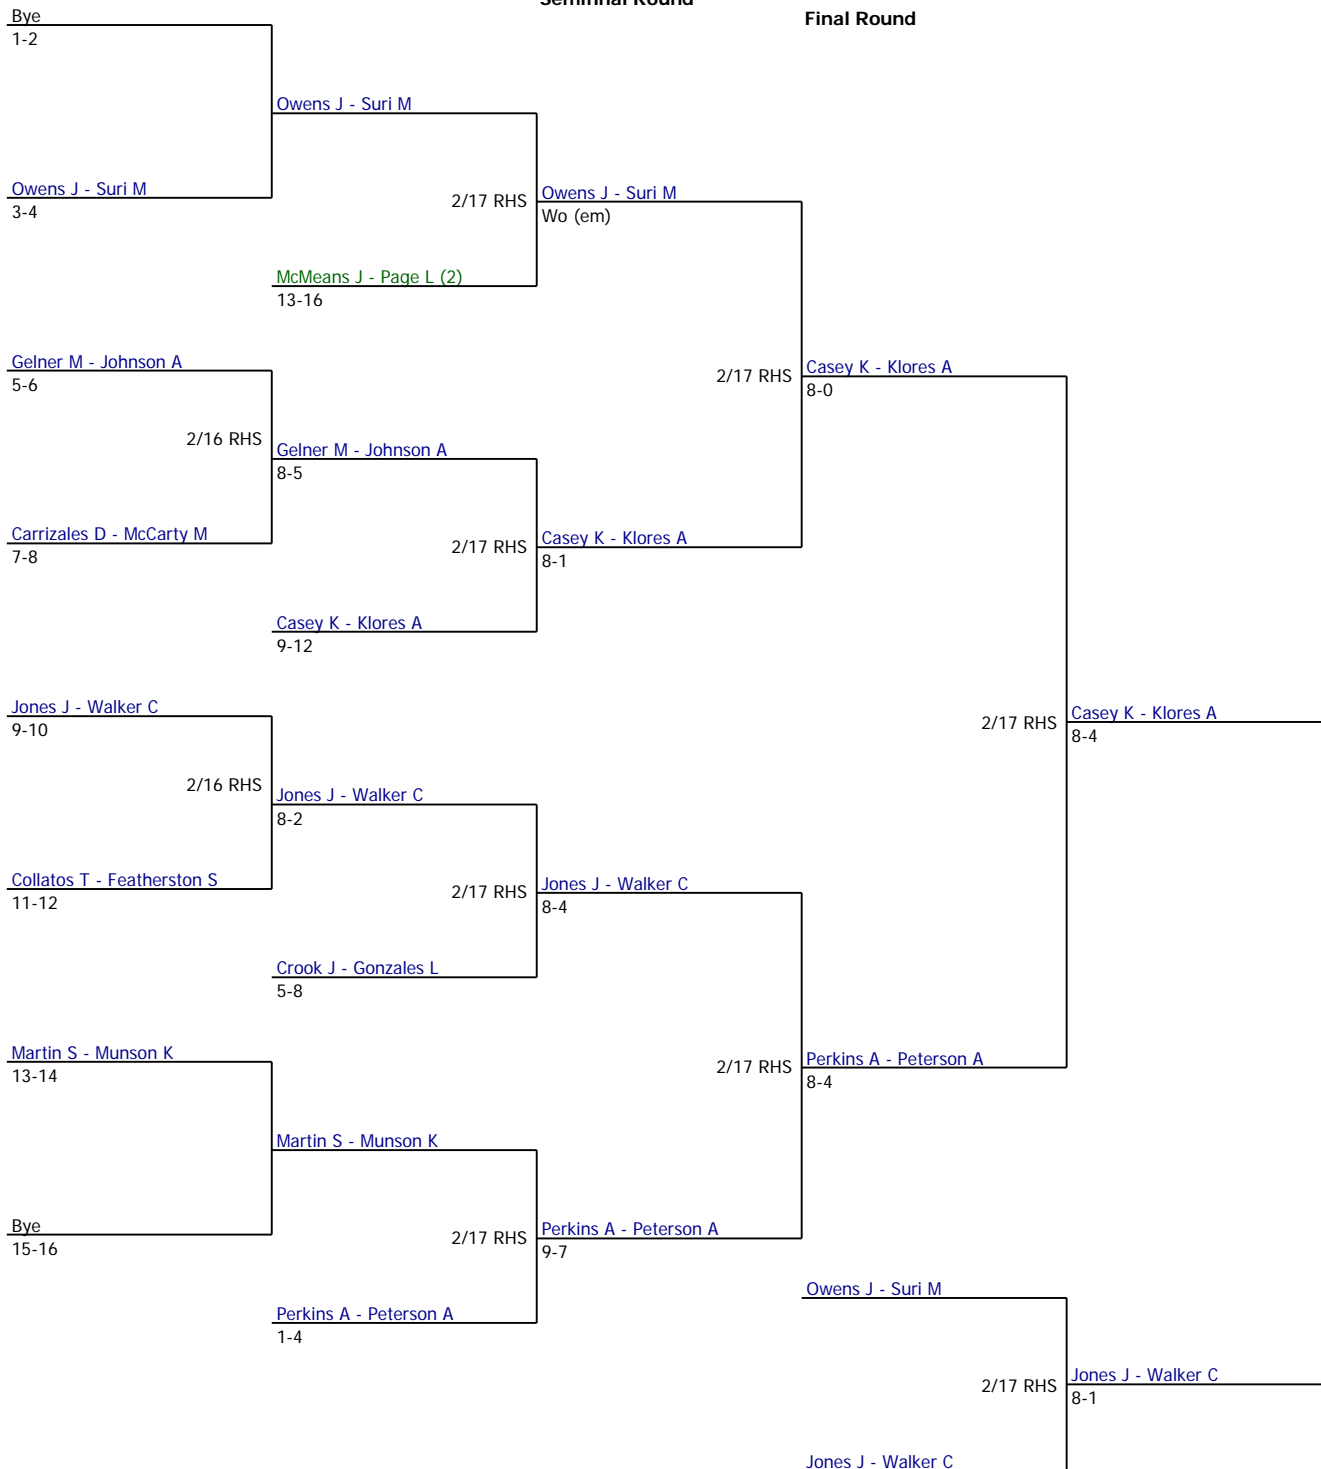 Semifinal Round
Final Round
Bye
1-2
Owens J - Suri M
Owens J - Suri M
3-4
2/17 RHS
Owens J - Suri M
Wo (em)
McMeans J - Page L (2)
13-16
Gelner M - Johnson A
5-6
2/17 RHS
Casey K - Klores A
8-0
2/16 RHS
Gelner M - Johnson A
8-5
Carrizales D - McCarty M
7-8
2/17 RHS
Casey K - Klores A
8-1
Casey K - Klores A
9-12
Jones J - Walker C
9-10
2/17 RHS
Casey K - Klores A
8-4
2/16 RHS
Jones J - Walker C
8-2
Collatos T - Featherston S
11-12
2/17 RHS
Jones J - Walker C
8-4
Crook J - Gonzales L
5-8
Martin S - Munson K
13-14
2/17 RHS
Perkins A - Peterson A
8-4
Martin S - Munson K
Bye
15-16
2/17 RHS
Perkins A - Peterson A
9-7
Owens J - Suri M
Perkins A - Peterson A
1-4
2/17 RHS
Jones J - Walker C
8-1
Jones J - Walker C